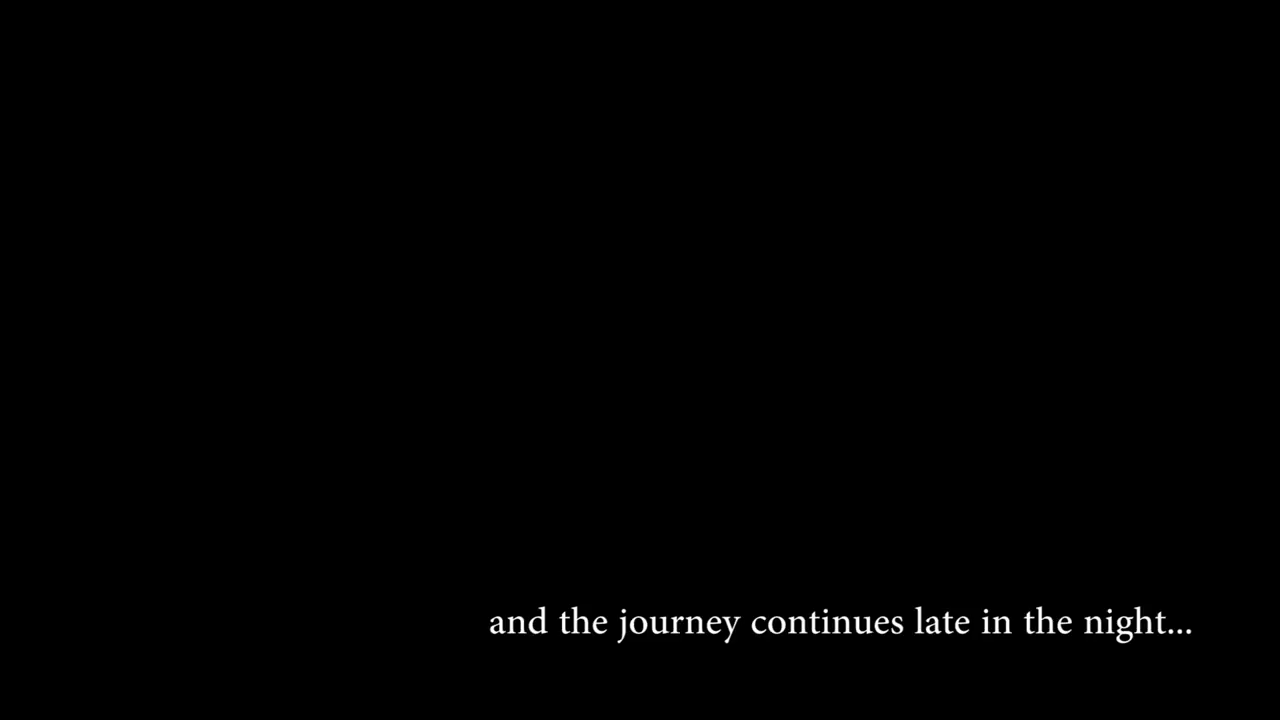 and the journey continues late in the night...